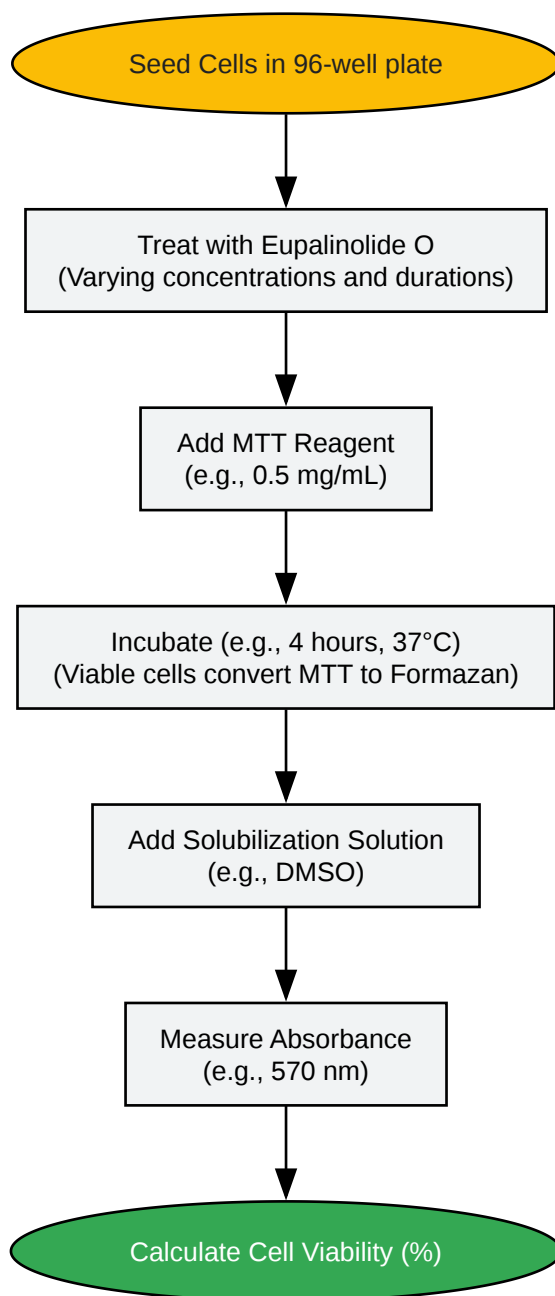 Seed Cells in 96-well plate
Treat with Eupalinolide O
(Varying concentrations and durations)
Add MTT Reagent
(e.g., 0.5 mg/mL)
Incubate (e.g., 4 hours, 37°C)
(Viable cells convert MTT to Formazan)
Add Solubilization Solution
(e.g., DMSO)
Measure Absorbance
(e.g., 570 nm)
Calculate Cell Viability (%)